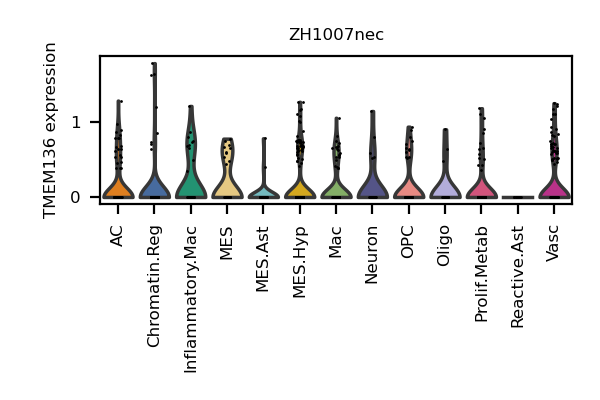 ZH1007nec
TMEM136 expression
1
0
AC
Chromatin.Reg
Inflammatory.Mac
MES
MES.Ast
MES.Hyp
Mac
Neuron
OPC
Oligo
Prolif.Metab
Reactive.Ast
Vasc